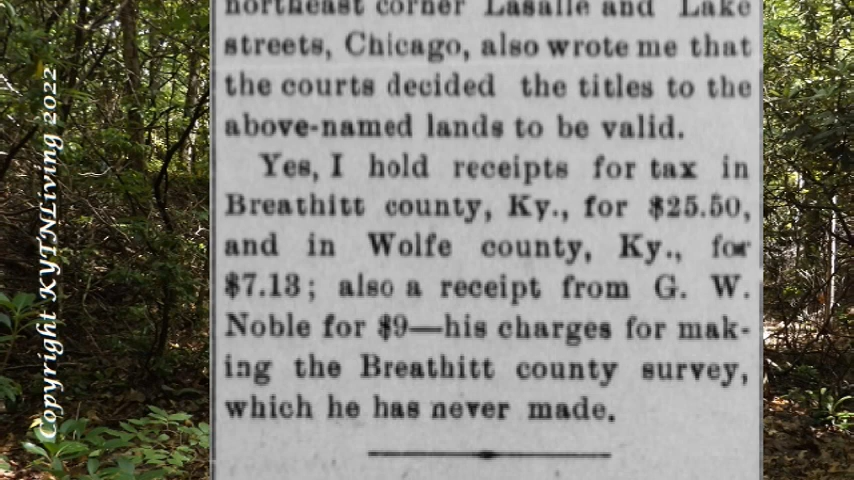 northeast corner Lasalle and Lake
streets, Chicago, also wrote me that
the courts decided the titles to the
above-named lands to be valid.
Yes, I hold receipts for tax in
Breathitt county, Ky., for $25.50,
and in Wolfe county, Ky., for
$7.13; also a receipt from G. W.
Noble for $9—his charges for mak-
ing the Breathitt county survey,
which he has never made.
Copyright KYTNLiving 2022